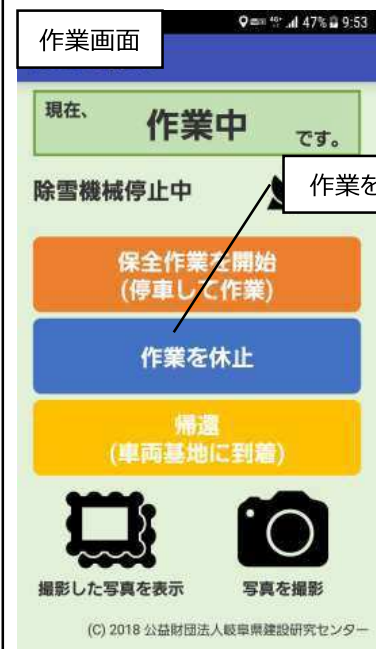 作業画面
47% 9:53
現在、
作業中
です。
除雪機械停止中
作業を
保全作業を開始
(停車して作業)
作業を休止
帰還
(車両基地に到着)
撮影した写真を表示
写真を撮影
(C) 2018 公益財団法人岐阜県建設研究センター